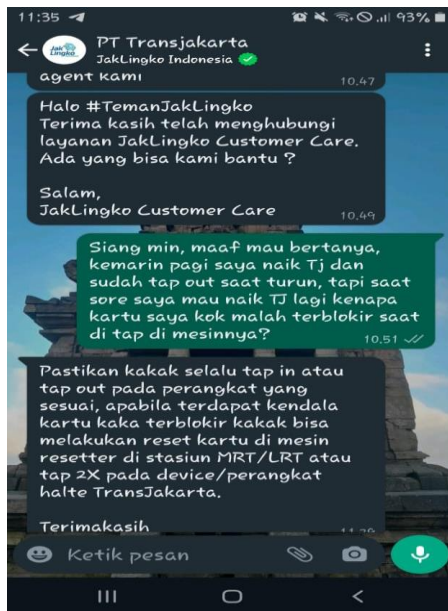 11:35
93%
PT Transjakarta
JakLingko Indonesia
agent kami
10.47
Halo #TemanJakLingko
Terima kasih telah menghubungi
layanan JakLingko Customer Care.
Ada yang bisa kami bantu ?
Salam,
JakLingko Customer Care
10.49
Siang min, maaf mau bertanya,
kemarin pagi saya naik Tj dan
sudah tap out saat turun, tapi saat
sore saya mau naik TJ lagi kenapa
kartu saya kok malah terblokir saat
di tap di mesinnya?
10.51
Pastikan kakak selalu tap in atau
tap out pada perangkat yang
sesuai, apabila terdapat kendala
kartu kaka terblokir kakak bisa
melakukan reset kartu di mesin
resetter di stasiun MRT/LRT atau
tap 2X pada device/perangkat
halte TransJakarta.
Terimakasih
11.29
Ketik pesan